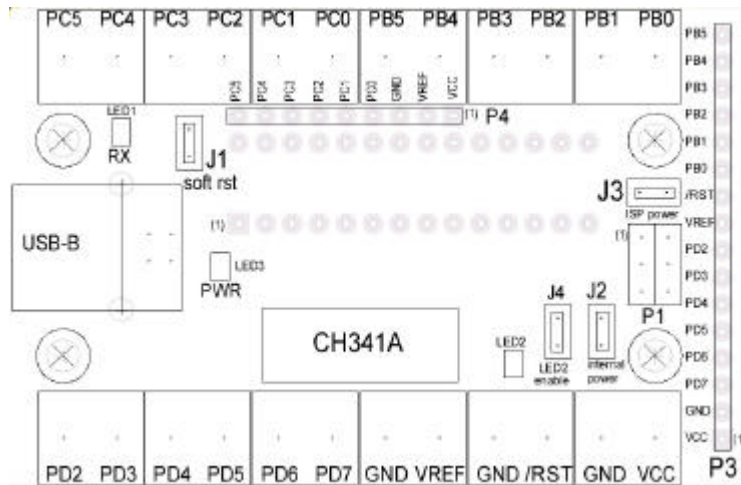 PC5 PC4 PC3 PC2 PC1 PC0 PB5 PB4 PB3 PB2 PB1 PB0
PC5 PC4 PC3 PC2 PC1 PC0 GND VREF VCC
(1) P4
LED1
RX
J1
soft rst
J3
ISP power
(1)
P1
USB-B
(1)
LED3
PWR
CH341A
J4
LED2
enable
J2
internal
power
LED2
PD2 PD3 PD4 PD5 PD6 PD7 GND VREF GND /RST GND VCC
PB5
PB4
PB3
PB2
PB1
PB0
/RST
VREF
PD2
PD3
PD4
PD5
PD6
PD7
GND
VCC
P3